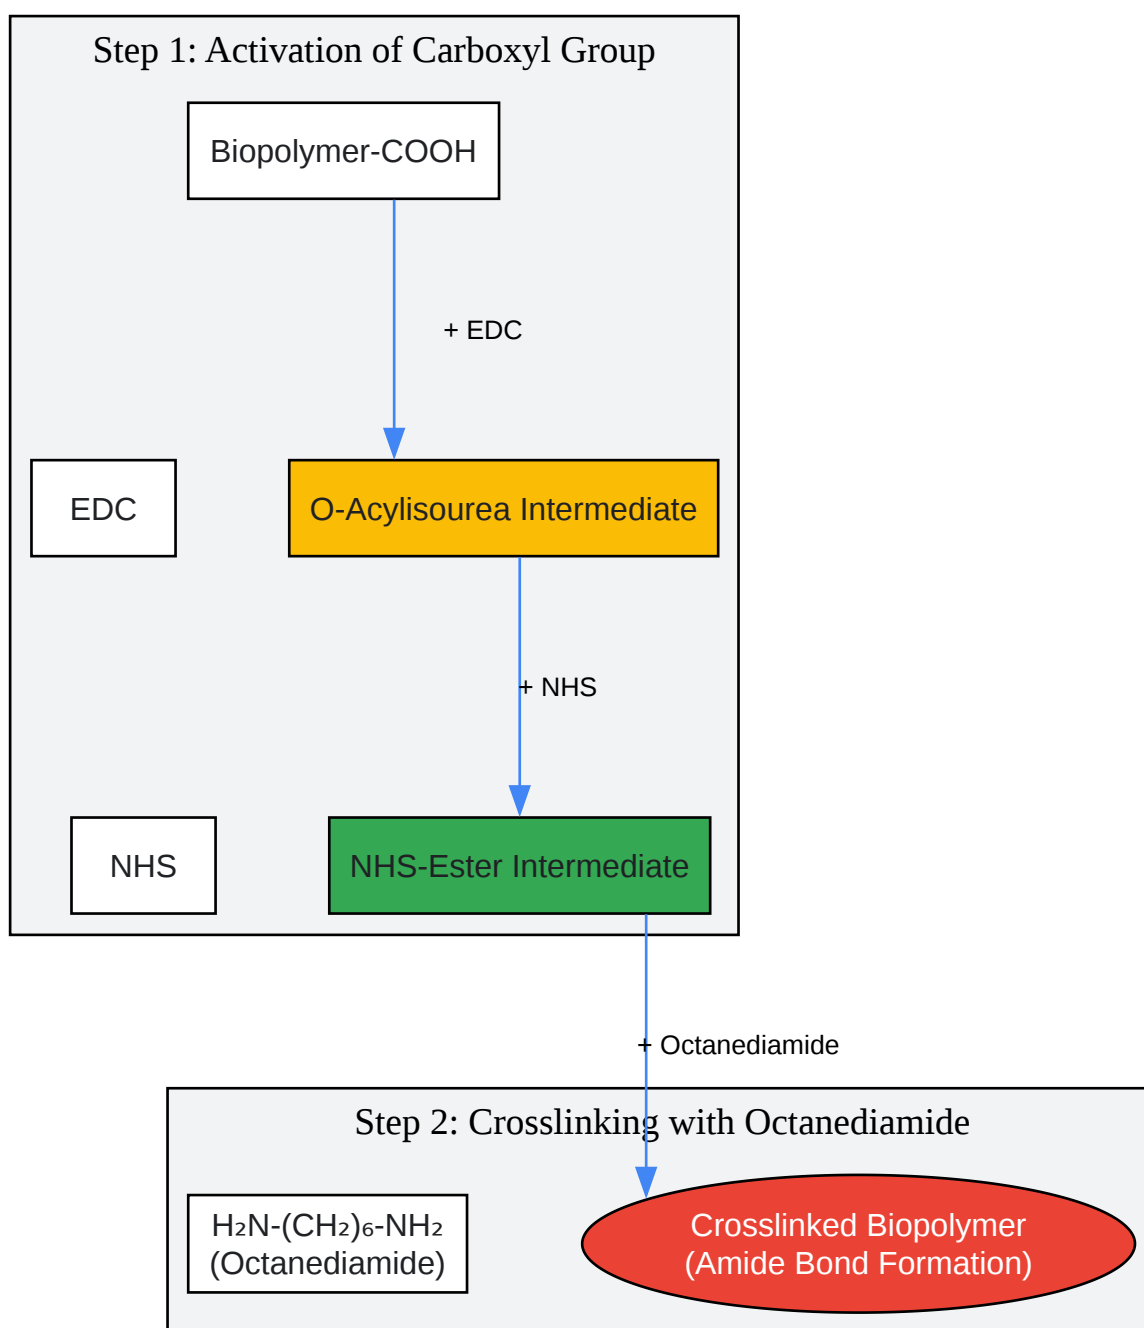 Step 1: Activation of Carboxyl Group
Biopolymer-COOH
+ EDC
EDC
O-Acylisourea Intermediate
+ NHS
NHS
NHS-Ester Intermediate
+ Octanediamide
Step 2: Crosslinking with Octanediamide
H₂N-(CH₂)₆-NH₂
(Octanediamide)
Crosslinked Biopolymer
(Amide Bond Formation)